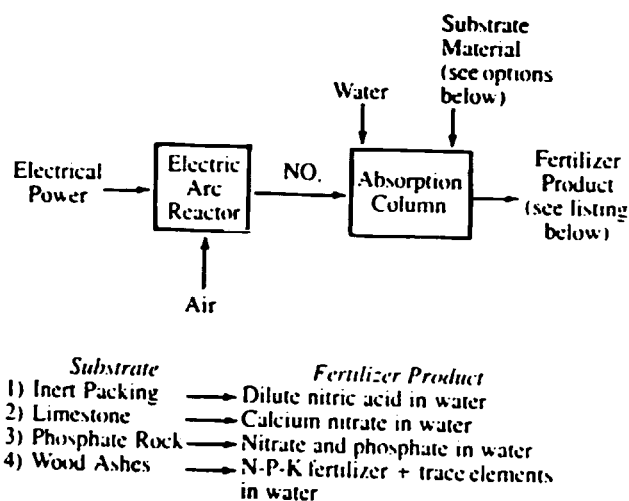 Substrate
Material
(see options
below)
Water
Electrical
Power
Electric
Arc
Reactor
NO.
Absorption
Column
Fertilizer
Product
(see listing
below)
Air
Substrate Fertilizer Product
1) Inert Packing Dilute nitric acid in water
2) Limestone Calcium nitrate in water
3) Phosphate Rock Nitrate and phosphate in water
4) Wood Ashes N-P-K fertilizer + trace elements
in water